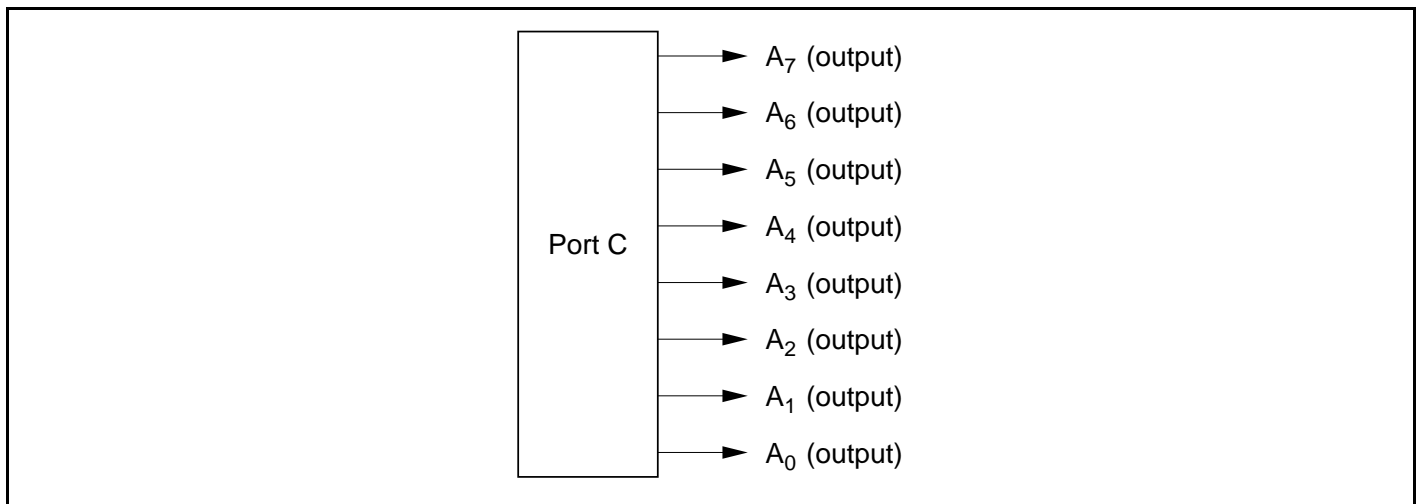 A₇ (output)
A₆ (output)
A₅ (output)
A₄ (output)
Port C
A₃ (output)
A₂ (output)
A₁ (output)
A₀ (output)